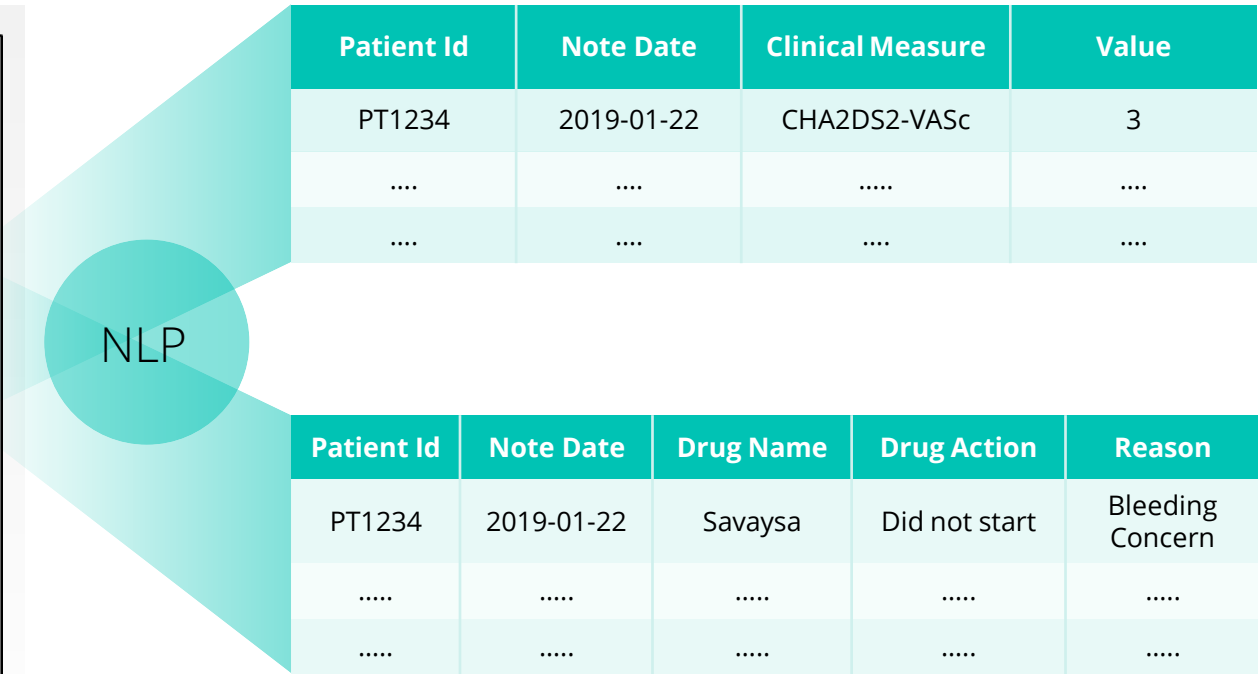 Patient Id Note Date Clinical Measure Value
PT1234 2019-01-22 CHA2DS2-VASc 3
.... .... ..... ....
.... .... .... ....
NLP
Patient Id Note Date Drug Name Drug Action Reason
PT1234 2019-01-22 Savaysa Did not start Bleeding
Concern
..... ..... ..... ..... .....
..... ..... ..... ..... .....